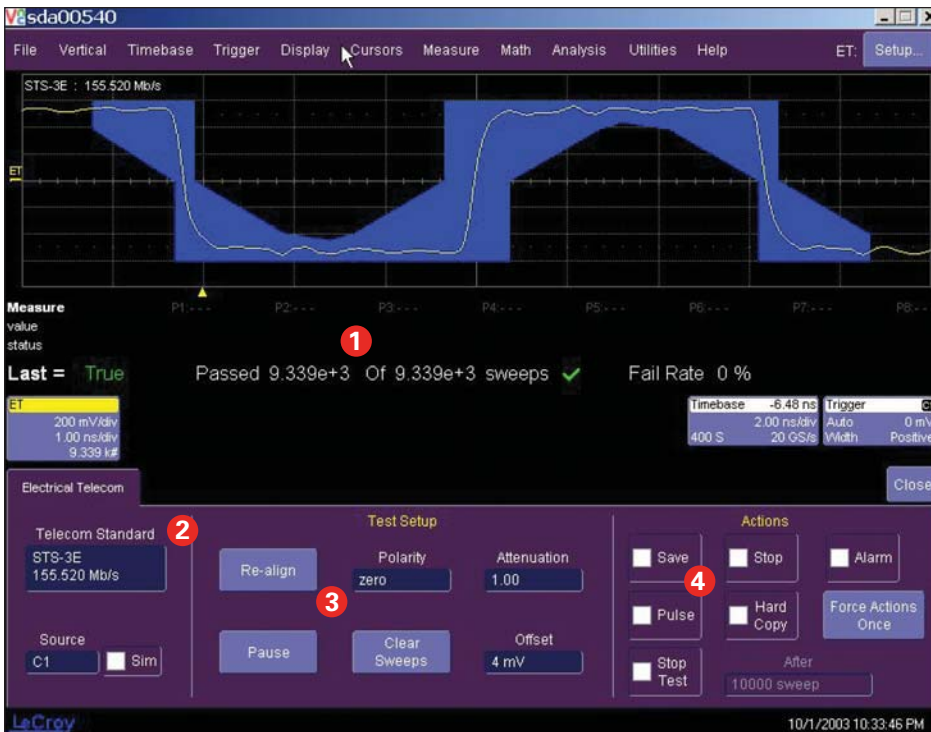 sda00540
File Vertical Timebase Trigger Display Cursors Measure Math Analysis Utilities Help ET: Setup...
STS-3E : 155.520 Mb/s
ET
Measure P1:--- P2:--- P3:--- P4:--- P5:--- P6:--- P7:--- P8:--
value
status
1
Last = True Passed 9.339e+3 Of 9.339e+3 sweeps ✓ Fail Rate 0 %
ET
200 mV/div
1.00 ns/div
9.339 k#
Timebase -6.48 ns
2.00 ns/div
400 S 20 GS/s
Trigger
Auto 0 mV
Width Positive
Electrical Telecom
Close
Telecom Standard
2
STS-3E
155.520 Mb/s
Source
C1 Sim
Test Setup
Re-align
Polarity
zero
Attenuation
1.00
3
Pause
Clear
Sweeps
Offset
4 mV
Actions
Save Stop Alarm
4
Pulse
Hard
Copy
Force Actions
Once
Stop
Test
After
10000 sweep
LeCroy
10/1/2003 10:33:46 PM